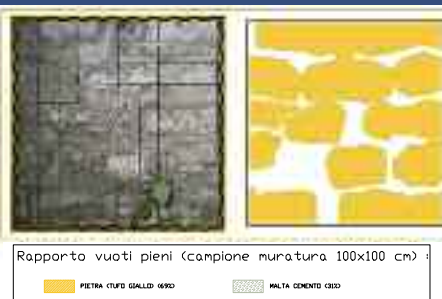 Rapporto vuoti pieni (campione muratura 100x100 cm) :
PIETRA (TUFO GIALLO) (69%)
MALTA CEMENTO (31%)